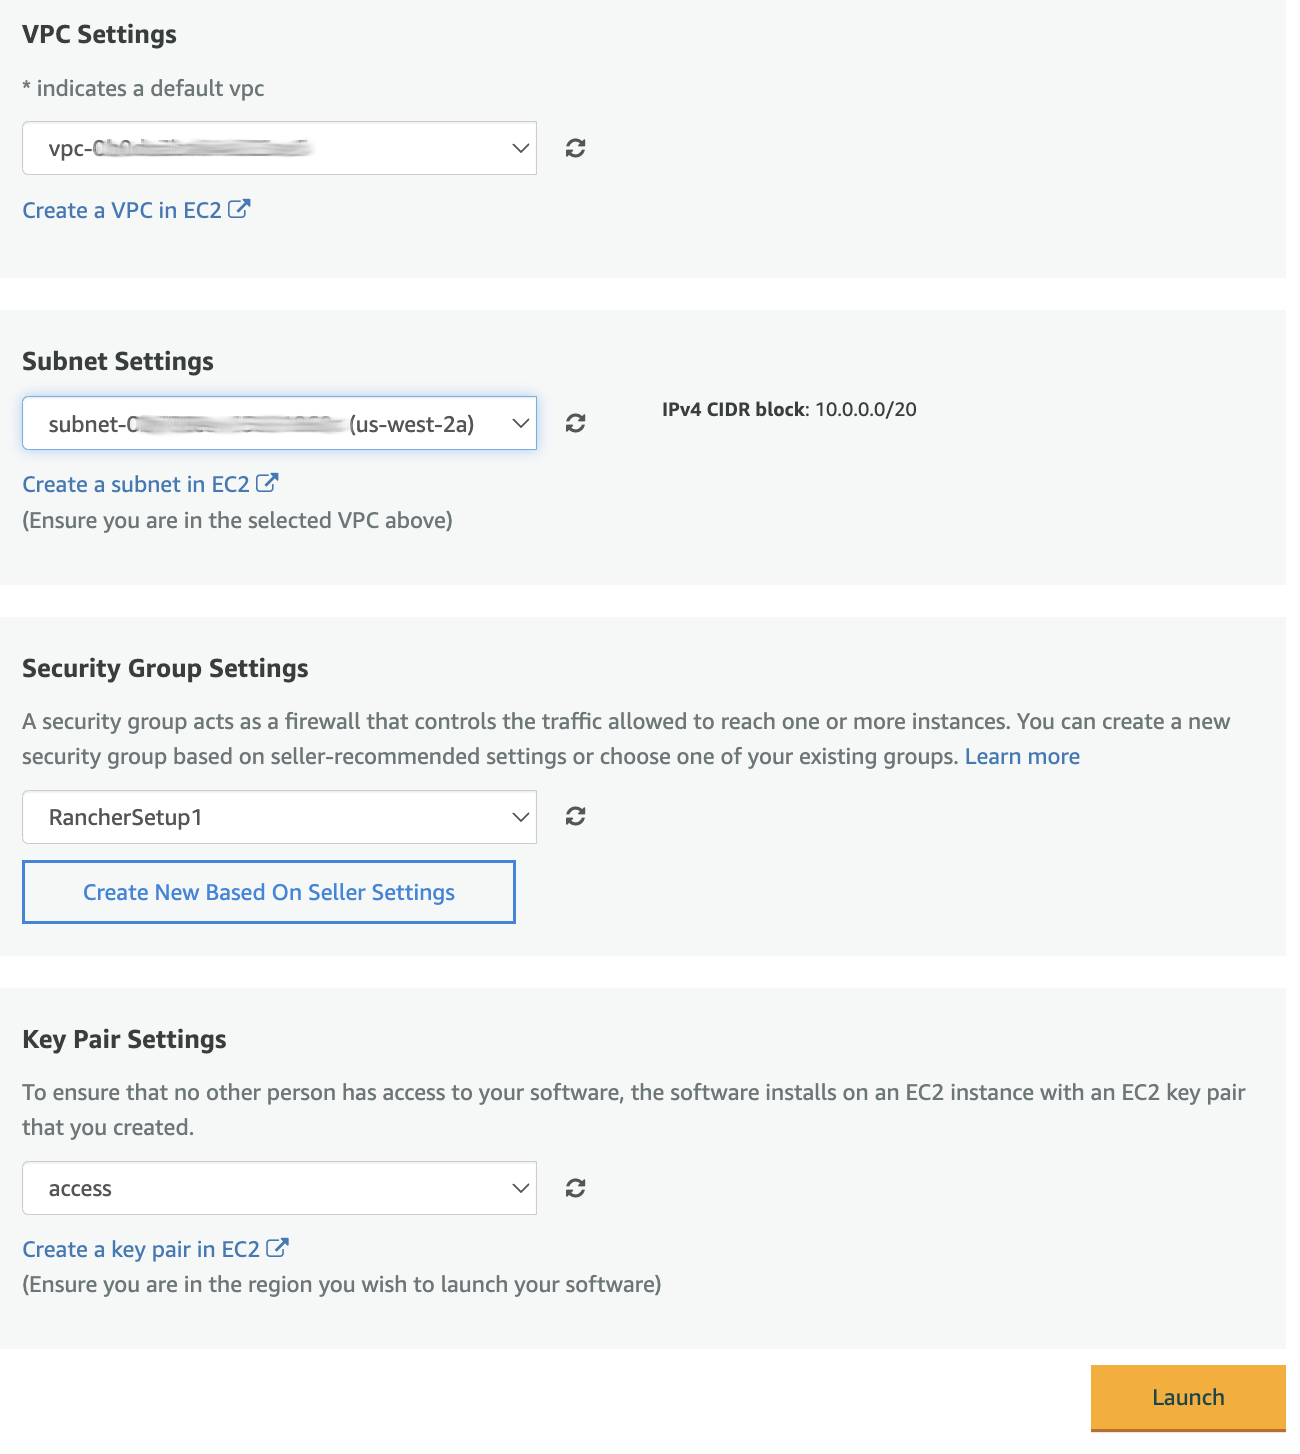 VPC Settings
* indicates a default vpc
vpc-
Create a VPC in EC2
Subnet Settings
subnet- (us-west-2a)
IPv4 CIDR block: 10.0.0.0/20
Create a subnet in EC2
(Ensure you are in the selected VPC above)
Security Group Settings
A security group acts as a firewall that controls the traffic allowed to reach one or more instances. You can create a new
security group based on seller-recommended settings or choose one of your existing groups. Learn more
RancherSetup1
Create New Based On Seller Settings
Key Pair Settings
To ensure that no other person has access to your software, the software installs on an EC2 instance with an EC2 key pair
that you created.
access
Create a key pair in EC2
(Ensure you are in the region you wish to launch your software)
Launch